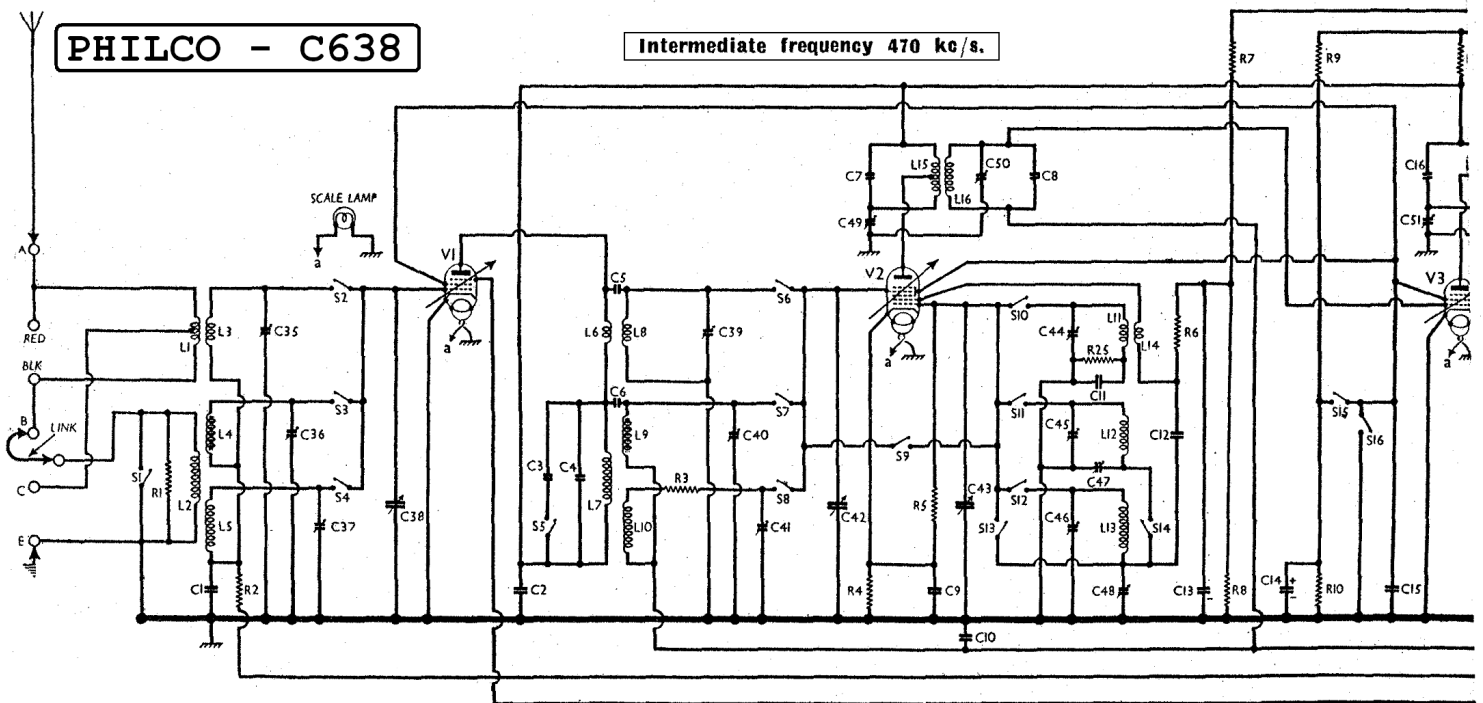 PHILCO - C638
Intermediate frequency 470 kc/s.
R7
R9
C7
L15
C50
C8
L16
C16
C49
C51
SCALE LAMP
a
A
V1
V2
V3
C5
S2
S6
S10
L1
L3
C35
a
L6
L8
C39
a
C44
L11
L14
R6
a
RED
R25
C11
BLK
C6
S3
S7
S11
S15
S16
B
LINK
L4
C36
L9
C40
S9
C45
L12
C12
C47
S1
R1
C3
C4
R3
C
L2
S4
S8
S12
L5
C37
C38
S5
L7
L10
C41
C42
R5
C43
S13
C46
L13
S14
E
C1
R2
C2
R4
C9
C48
C13
-
R8
C14
+
-
R10
C15
C10